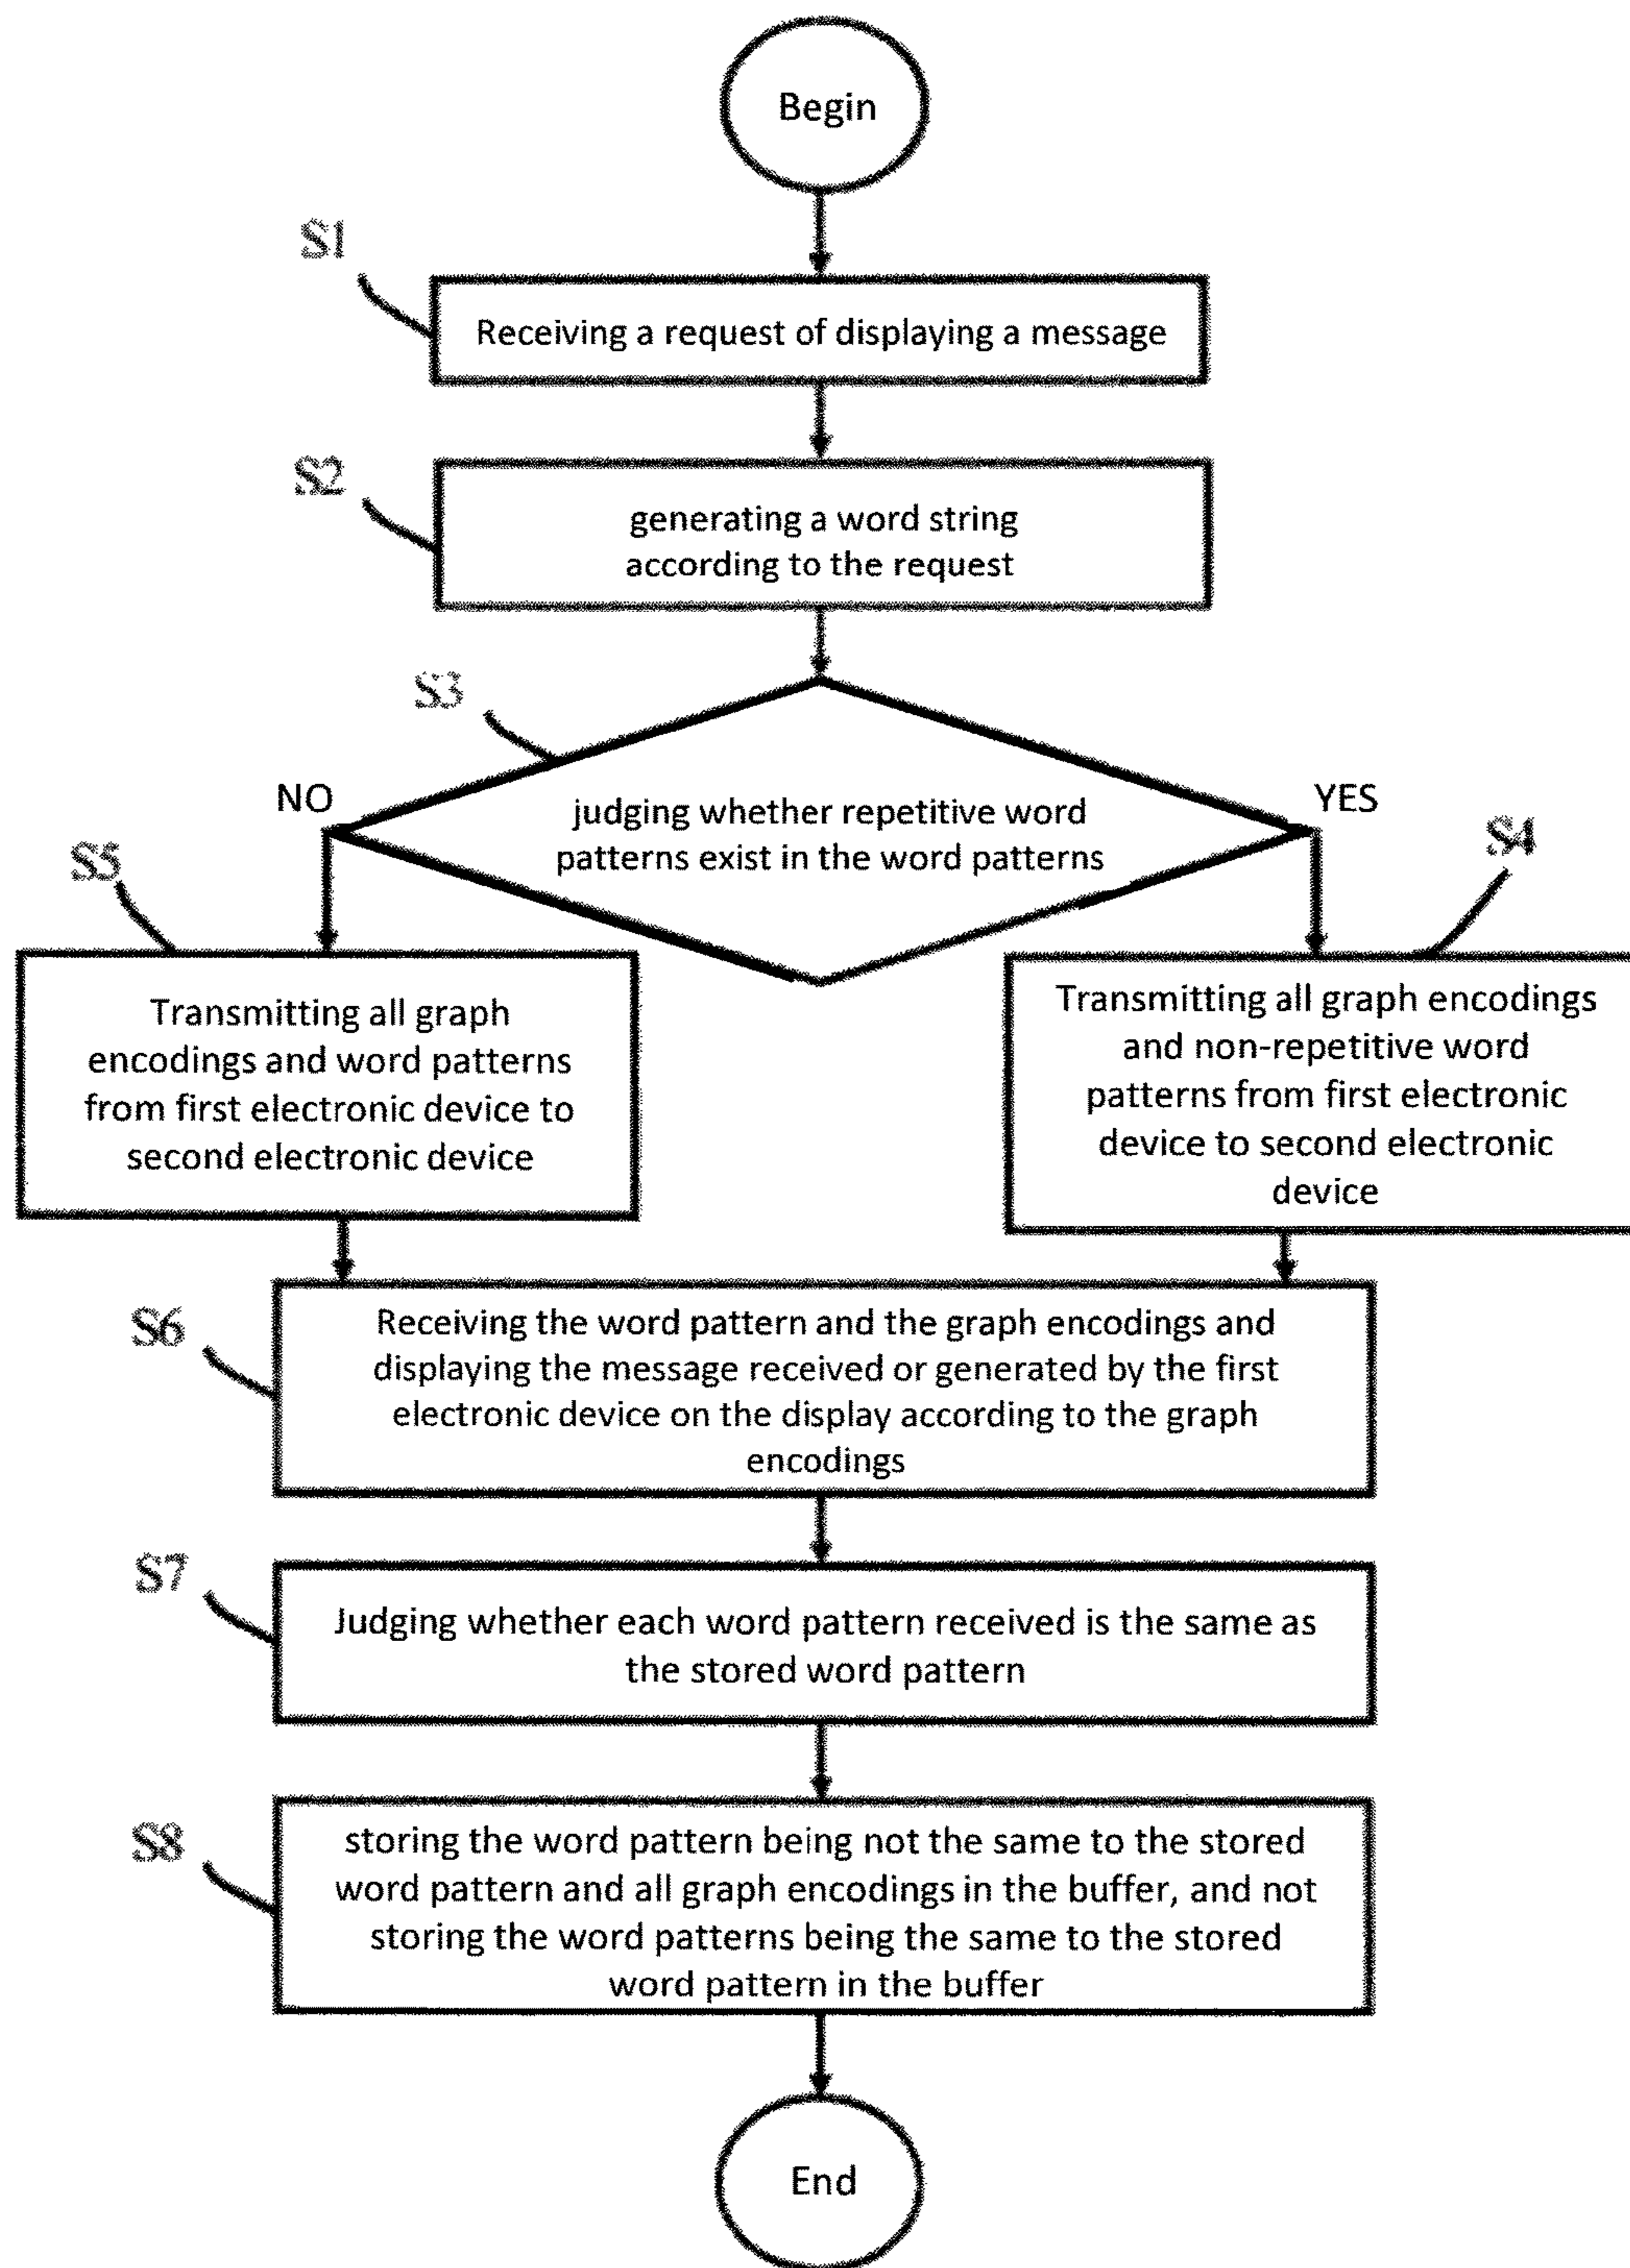 Begin
S1
Receiving a request of displaying a message
S2
generating a word string
according to the request
S3
judging whether repetitive word
patterns exist in the word patterns
NO
YES
S5
Transmitting all graph
encodings and word patterns
from first electronic device to
second electronic device
S4
Transmitting all graph encodings
and non-repetitive word
patterns from first electronic
device to second electronic
device
S6
Receiving the word pattern and the graph encodings and
displaying the message received or generated by the first
electronic device on the display according to the graph
encodings
S7
Judging whether each word pattern received is the same as
the stored word pattern
S8
storing the word pattern being not the same to the stored
word pattern and all graph encodings in the buffer, and not
storing the word patterns being the same to the stored
word pattern in the buffer
End